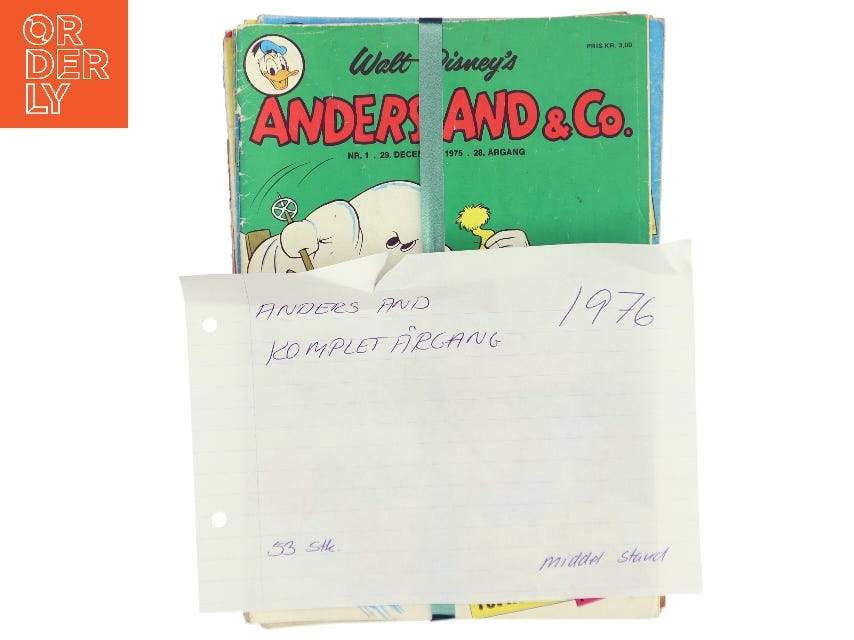 OR
DER
LY
PRIS KR. 3,00
Walt Disney's
ANDERS AND & Co.
NR. 1 . 29. DECEM 1975 . 28. ÅRGANG
ANDERS AND 1976
KOMPLET ÅRGANG
53 stk.
middel stand